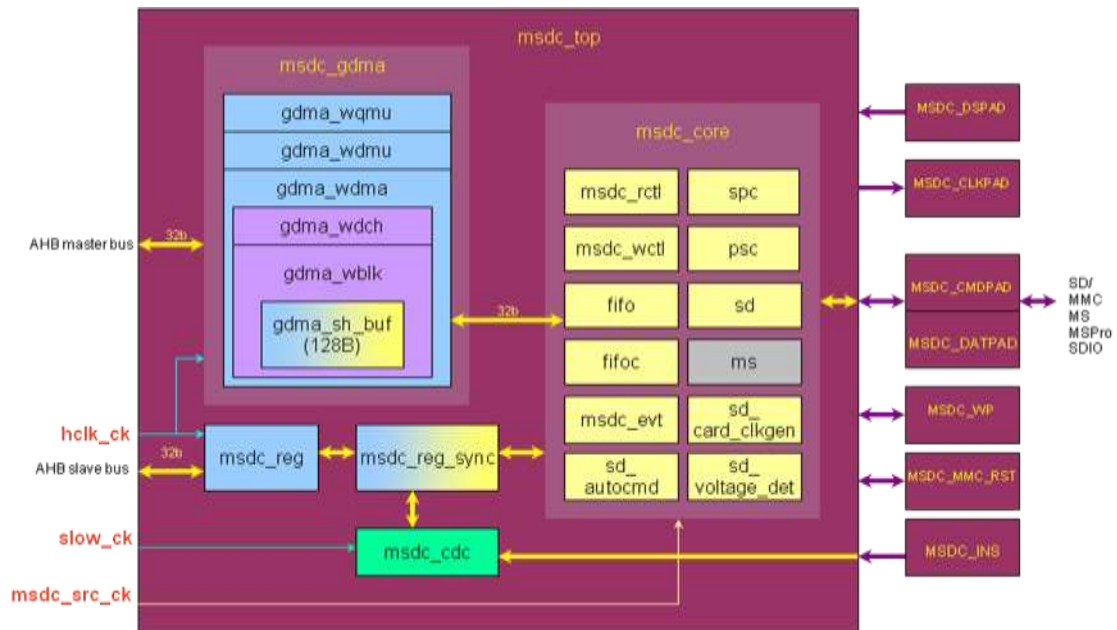 msdc_top
msdc_gdma
gdma_wqmu
gdma_wdmu
gdma_wdma
gdma_wdch
gdma_wblk
gdma_sh_buf
(128B)
msdc_core
msdc_rctl
spc
msdc_wctl
psc
fifo
sd
fifoc
ms
msdc_evt
sd_
card_clkgen
sd_
autocmd
sd_
voltage_det
32b
AHB master bus
32b
hclk_ck
AHB slave bus
32b
msdc_reg
msdc_reg_sync
slow_ck
msdc_cdc
msdc_src_ck
MSDC_DSPAD
MSDC_CLKPAD
MSDC_CMDPAD
MSDC_DATPAD
SD/
MMC
MS
MSPro
SDIO
MSDC_WP
MSDC_MMC_RST
MSDC_INS